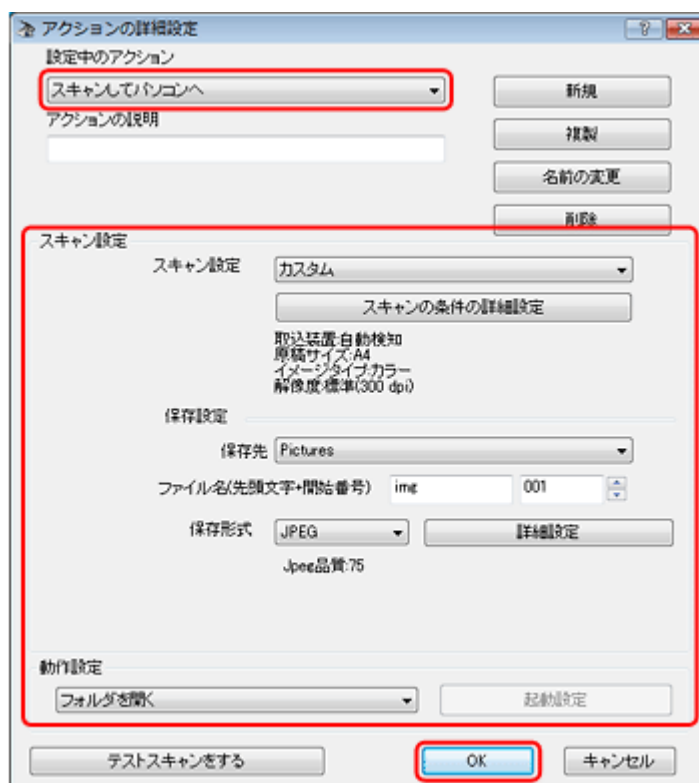 アクションの詳細設定
設定中のアクション
スキャンしてパソコンへ
新規
アクションの説明
複製
名前の変更
削除
スキャン設定
スキャン設定 カスタム
スキャンの条件の詳細設定
取込装置:自動検知
原稿サイズ:A4
イメージタイプ:カラー
解像度:標準(300 dpi)
保存設定
保存先 Pictures
ファイル名(先頭文字+開始番号) img 001
保存形式 JPEG 詳細設定
Jpeg品質:75
動作設定
フォルダを開く 起動設定
テストスキャンをする OK キャンセル